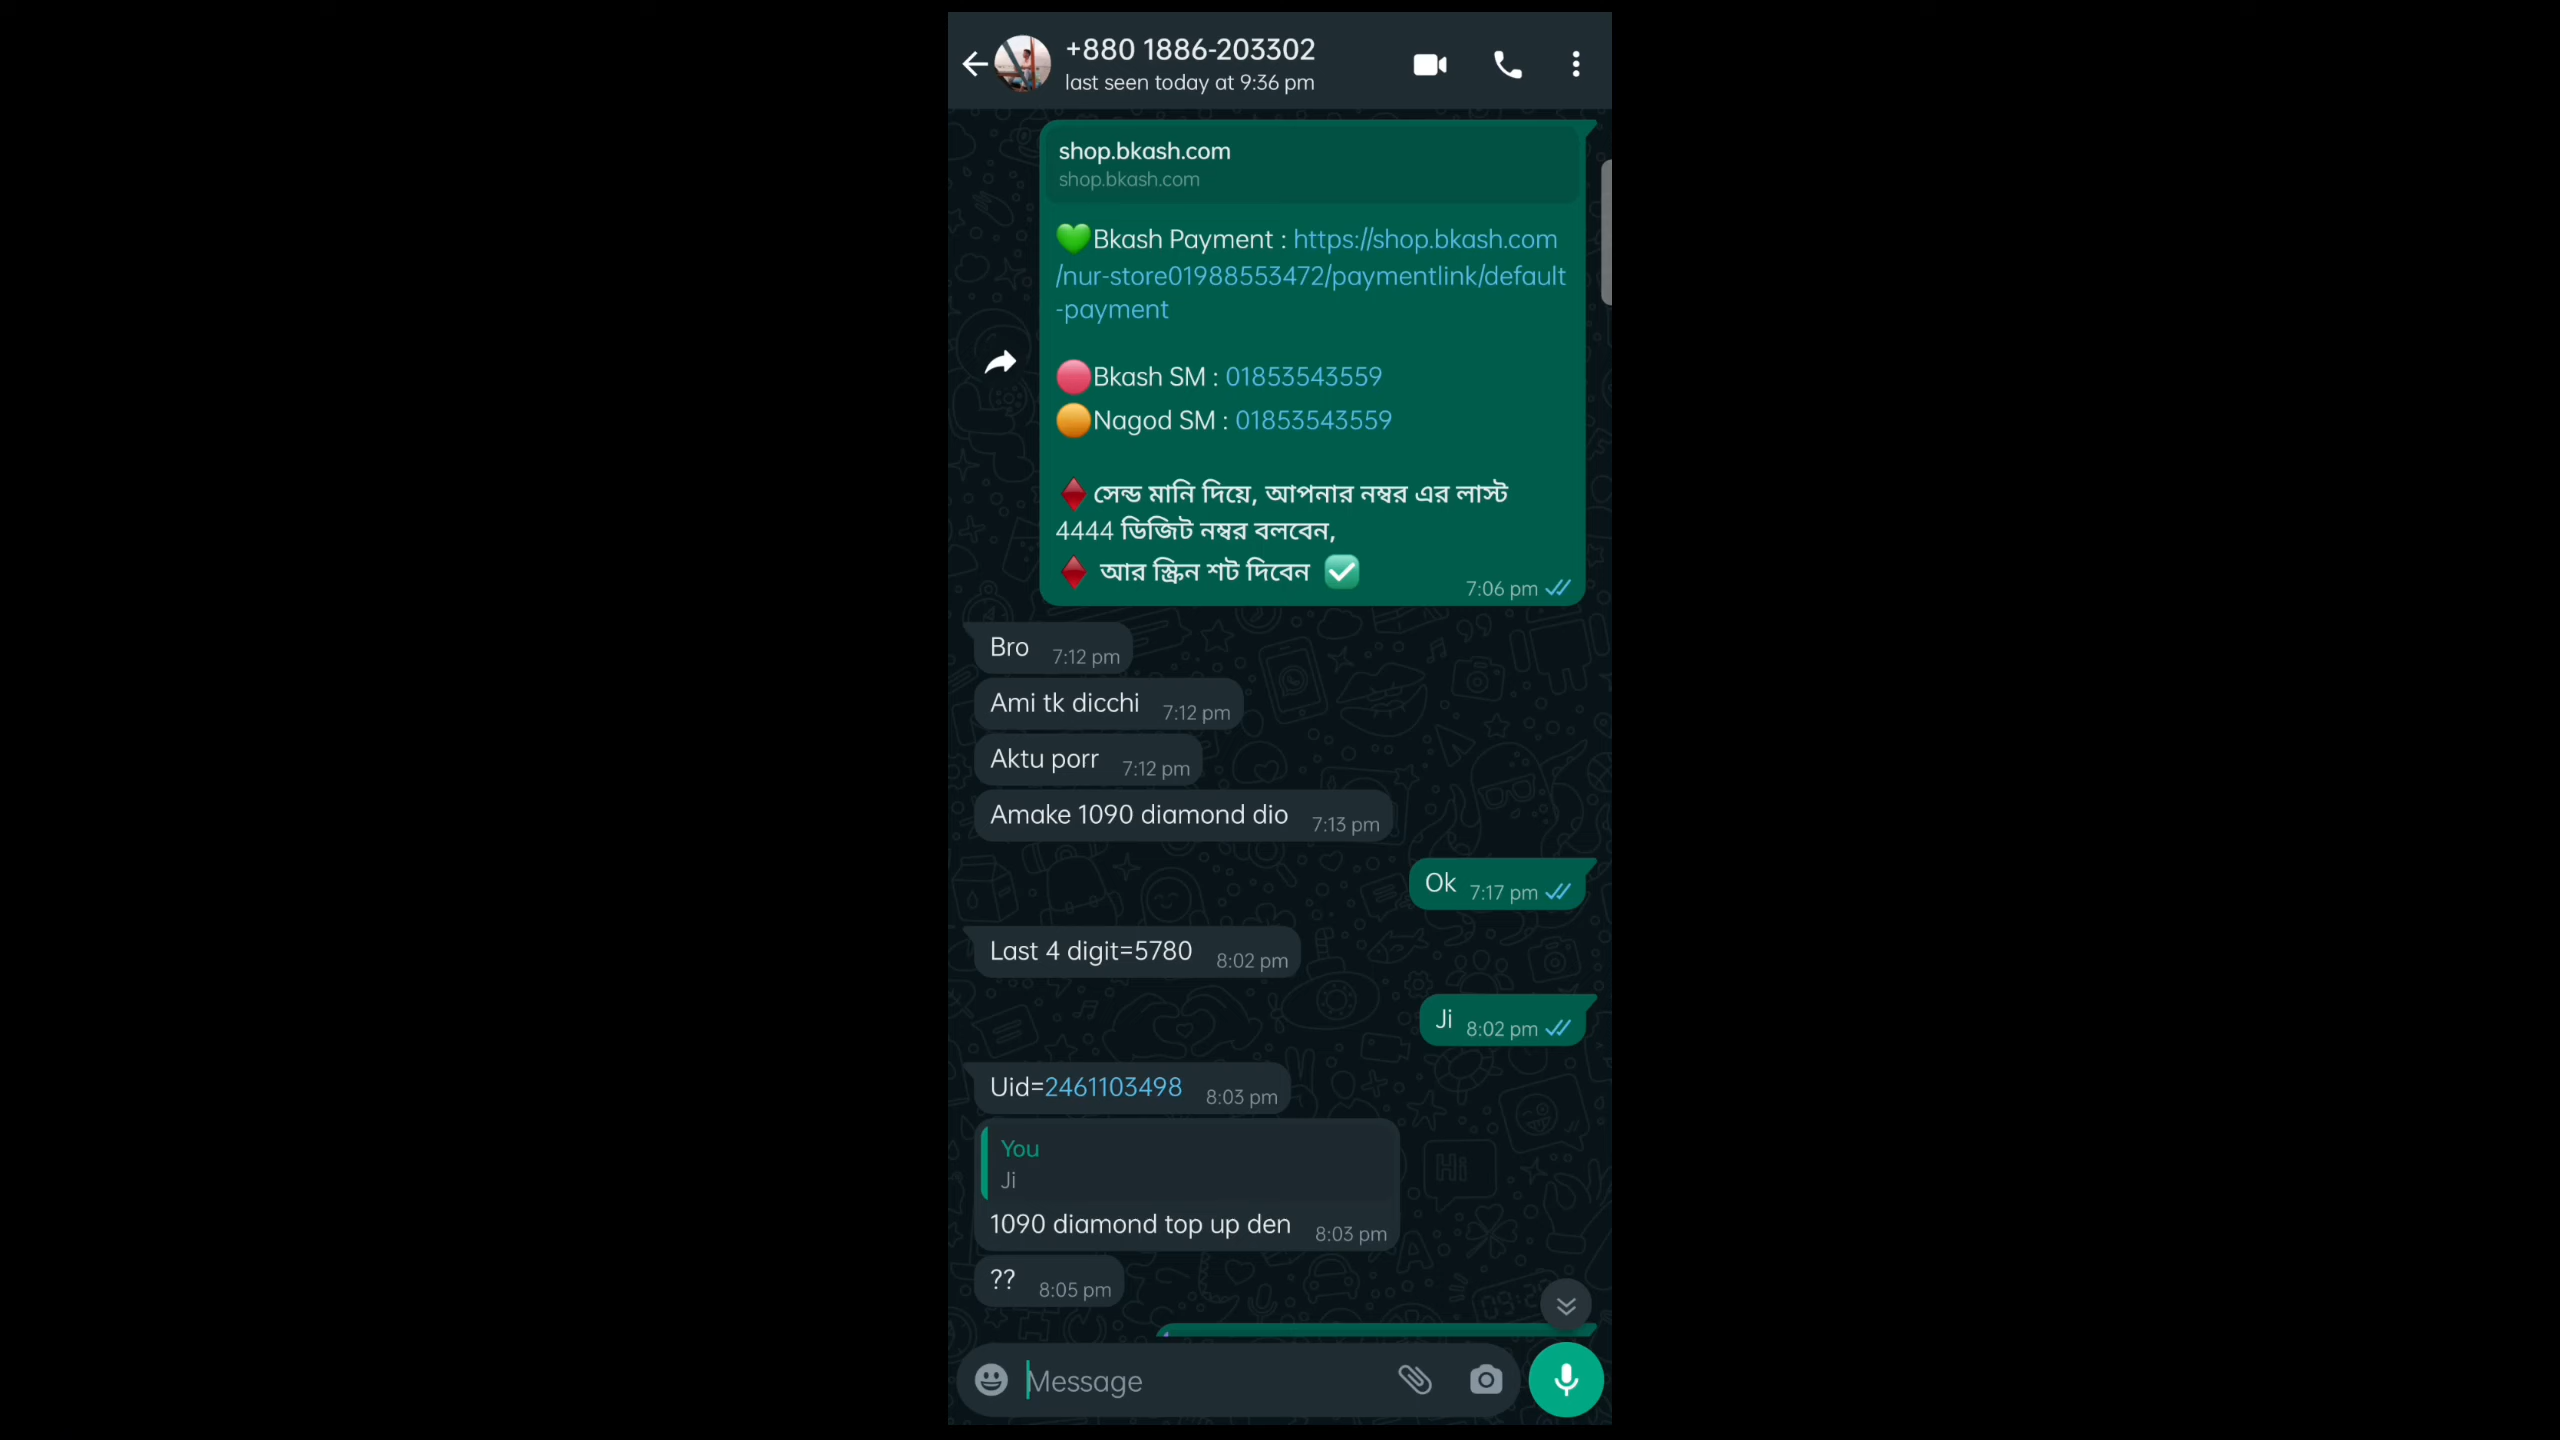 +880 1886-203302
last seen today at 9:36 pm
shop.bkash.com
shop.bkash.com
💚Bkash Payment : https://shop.bkash.com
/nur-store01988553472/paymentlink/default
-payment
🔴Bkash SM : 01853543559
🟠Nagod SM : 01853543559
♦️সেন্ড মানি দিয়ে, আপনার নম্বর এর লাস্ট
4444 ডিজিট নম্বর বলবেন,
♦️ আর স্ক্রিন শট দিবেন ✅
7:06 pm
Bro 7:12 pm
Ami tk dicchi 7:12 pm
Aktu porr 7:12 pm
Amake 1090 diamond dio 7:13 pm
Ok 7:17 pm
Last 4 digit=5780 8:02 pm
Ji 8:02 pm
Uid=2461103498 8:03 pm
You
Ji
1090 diamond top up den 8:03 pm
?? 8:05 pm
Message